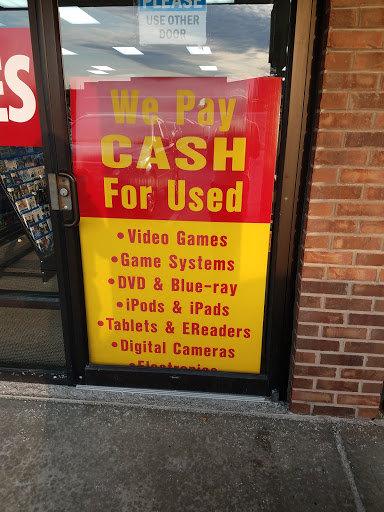 PLEASE
USE OTHER
DOOR
ES
We Pay
CASH
For Used
•Video Games
•Game Systems
•DVD & Blue-ray
•iPods & iPads
•Tablets & EReaders
•Digital Cameras
•Electronics